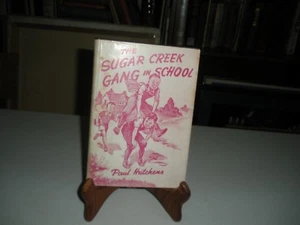 THE
SUGAR CREEK
GANG IN SCHOOL
Paul Hutchens